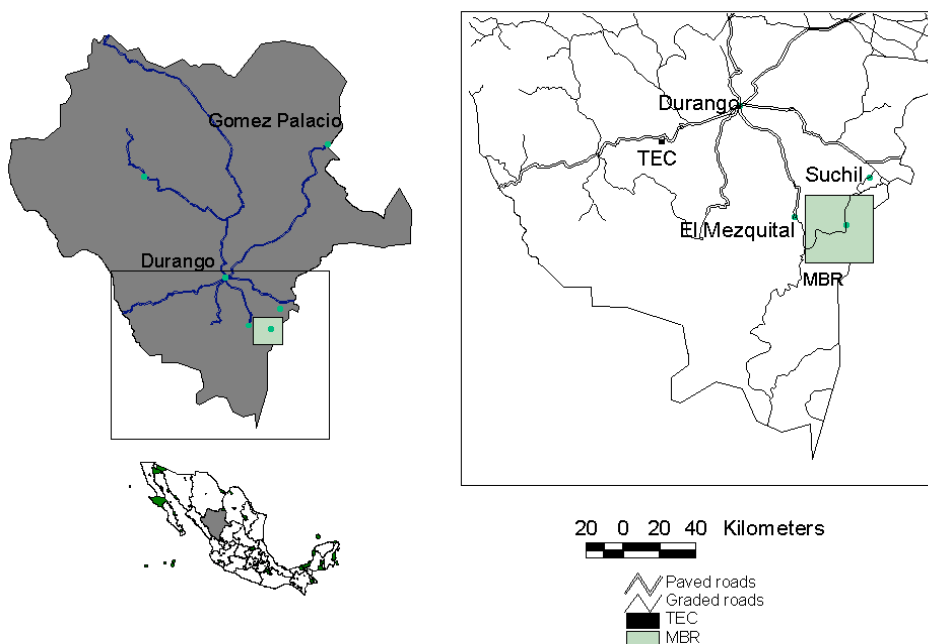 Gomez Palacio
Durango
Durango
TEC
Suchil
El Mezquital
MBR
20 0 20 40 Kilometers
Paved roads
Graded roads
TEC
MBR